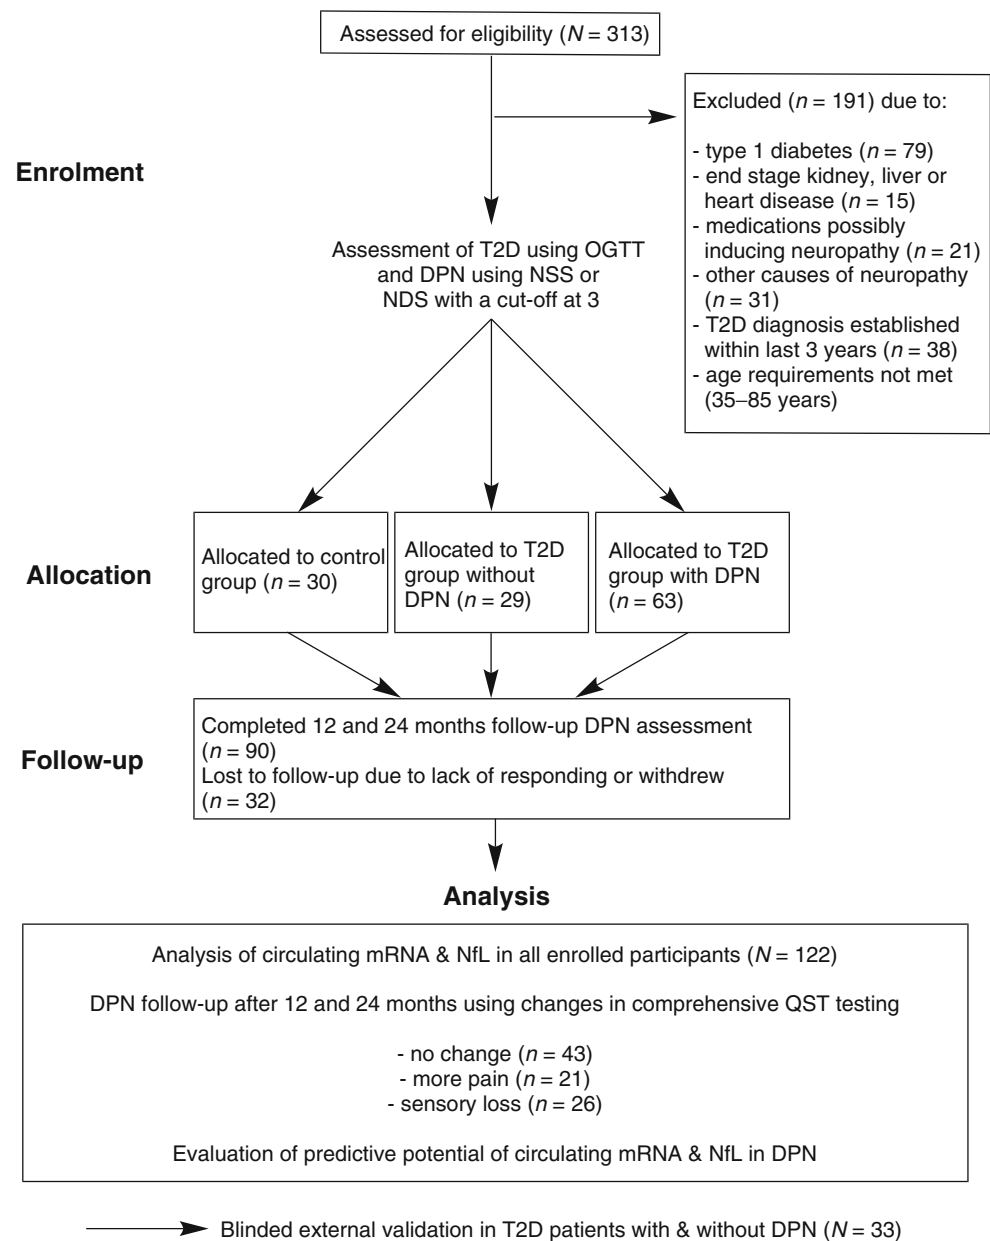 Assessed for eligibility (N = 313)
Excluded (n = 191) due to:
- type 1 diabetes (n = 79)
- end stage kidney, liver or
heart disease (n = 15)
- medications possibly
inducing neuropathy (n = 21)
- other causes of neuropathy
(n = 31)
- T2D diagnosis established
within last 3 years (n = 38)
- age requirements not met
(35–85 years)
Enrolment
Assessment of T2D using OGTT
and DPN using NSS or
NDS with a cut-off at 3
Allocation
Allocated to control
group (n = 30)
Allocated to T2D
group without
DPN (n = 29)
Allocated to T2D
group with DPN
(n = 63)
Follow-up
Completed 12 and 24 months follow-up DPN assessment
(n = 90)
Lost to follow-up due to lack of responding or withdrew
(n = 32)
Analysis
Analysis of circulating mRNA & NfL in all enrolled participants (N = 122)
DPN follow-up after 12 and 24 months using changes in comprehensive QST testing
- no change (n = 43)
- more pain (n = 21)
- sensory loss (n = 26)
Evaluation of predictive potential of circulating mRNA & NfL in DPN
Blinded external validation in T2D patients with & without DPN (N = 33)